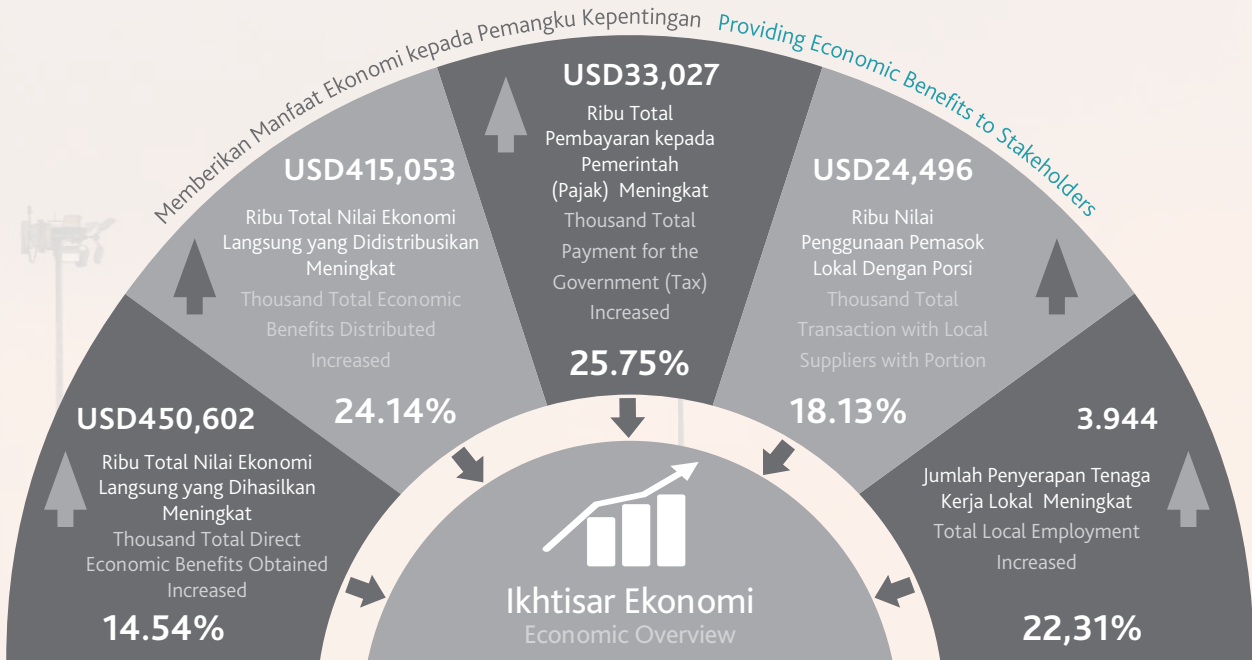 Memberikan Manfaat Ekonomi kepada Pemangku Kepentingan Providing Economic Benefits to Stakeholders
USD450,602
Ribu Total Nilai Ekonomi
Langsung yang Dihasilkan
Meningkat
Thousand Total Direct
Economic Benefits Obtained
Increased
14.54%
USD415,053
Ribu Total Nilai Ekonomi
Langsung yang Didistribusikan
Meningkat
Thousand Total Economic
Benefits Distributed
Increased
24.14%
USD33,027
Ribu Total
Pembayaran kepada
Pemerintah
(Pajak) Meningkat
Thousand Total
Payment for the
Government (Tax)
Increased
25.75%
USD24,496
Ribu Nilai
Penggunaan Pemasok
Lokal Dengan Porsi
Thousand Total
Transaction with Local
Suppliers with Portion
18.13%
3.944
Jumlah Penyerapan Tenaga
Kerja Lokal Meningkat
Total Local Employment
Increased
22,31%
Ikhtisar Ekonomi
Economic Overview